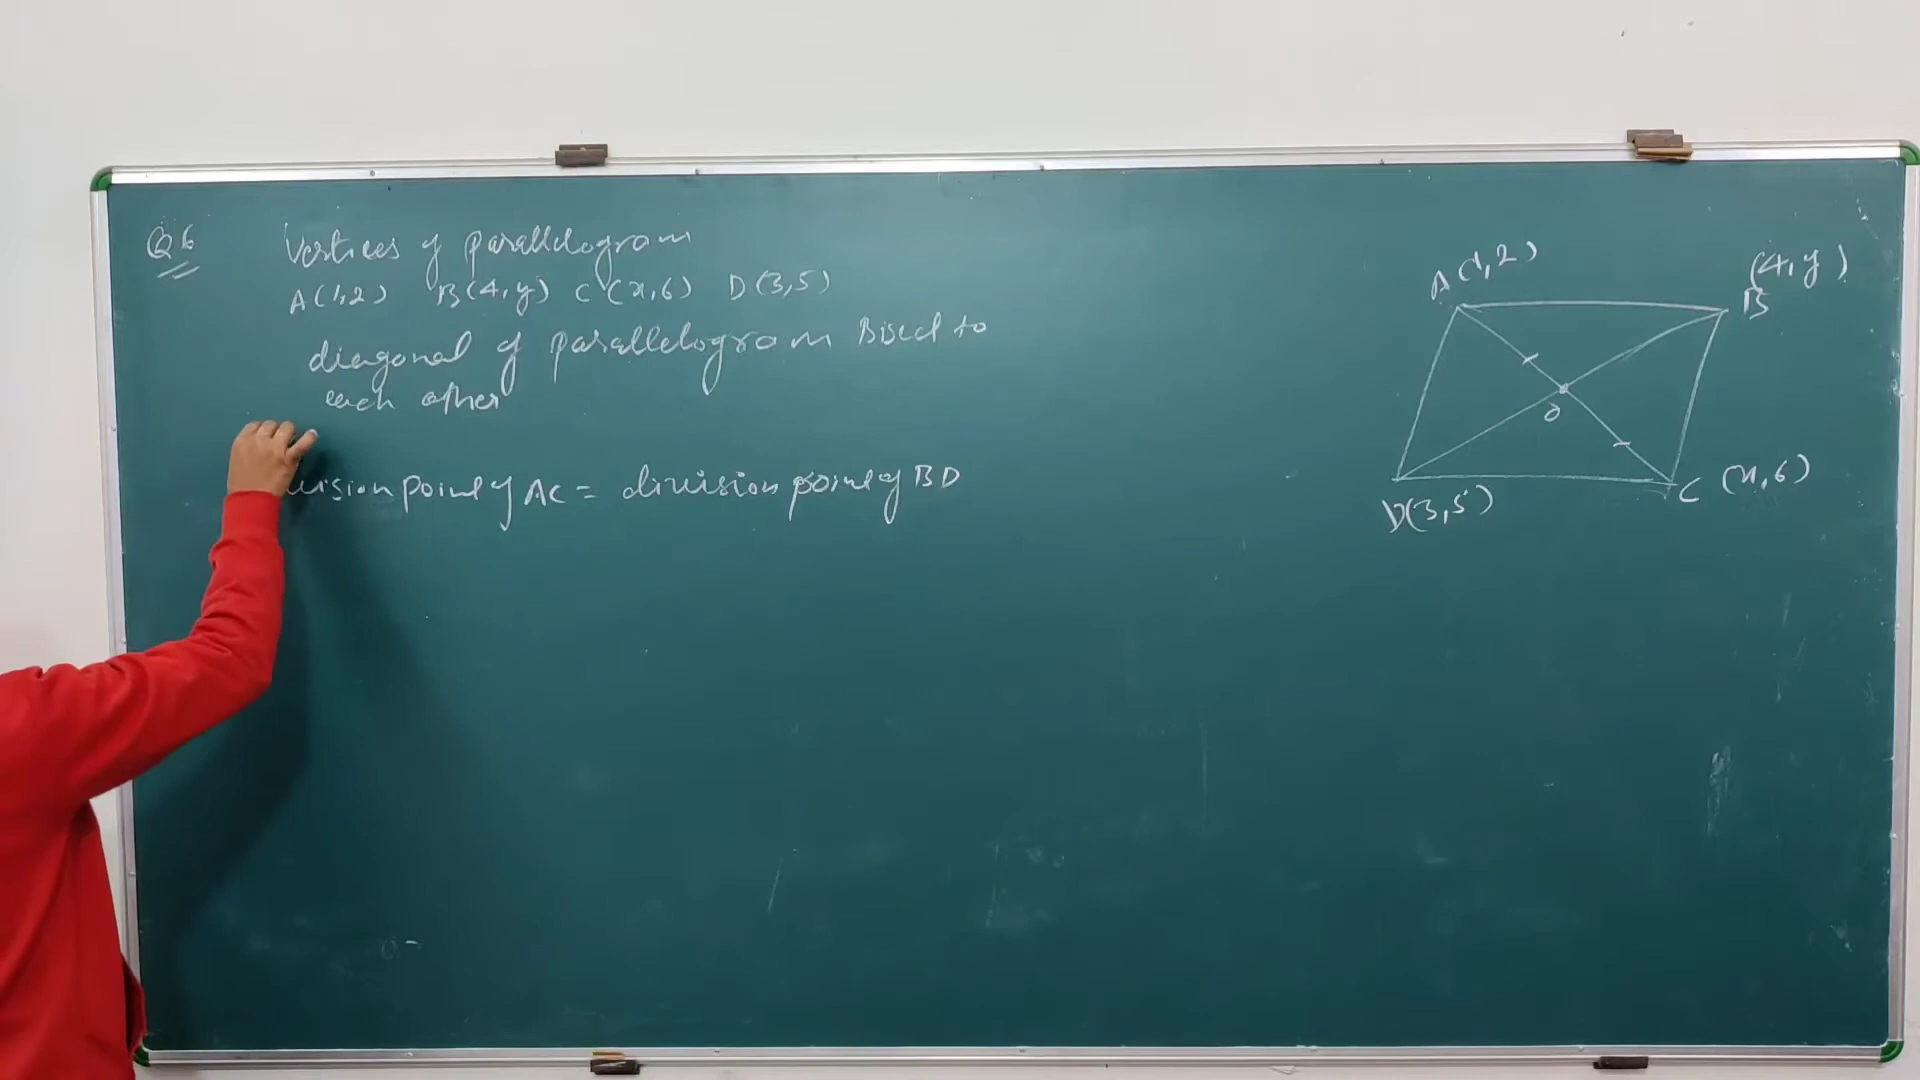 Q6 Vertices of parallelogram
A(1,2) B(4,y) C(x,6) D(3,5)
diagonal of parallelogram Bisect to
each other
point of AC = division point of BD
A(1,2)
(4,y)
B
O
D(3,5)
C (x,6)